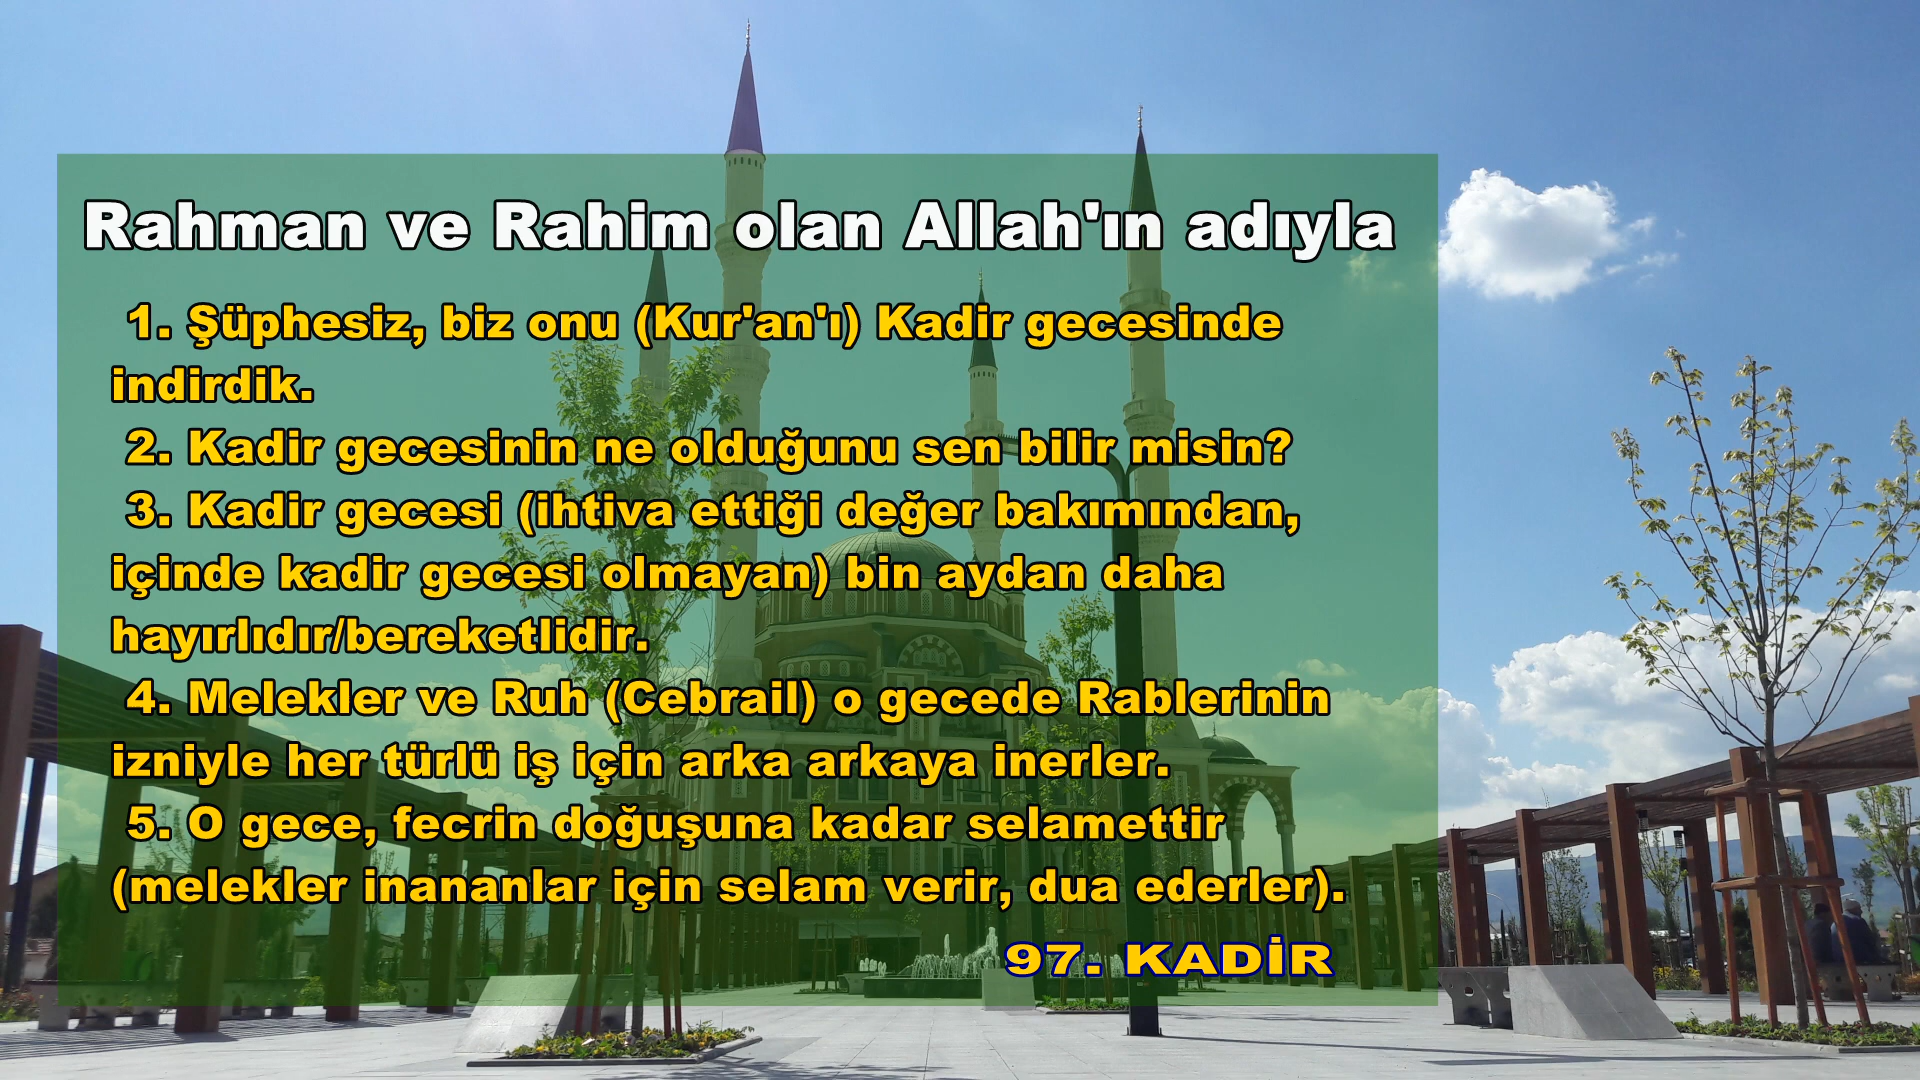 Rahman ve Rahim olan Allah'ın adıyla
1. Şüphesiz, biz onu (Kur'an'ı) Kadir gecesinde
indirdik.
2. Kadir gecesinin ne olduğunu sen bilir misin?
3. Kadir gecesi (ihtiva ettiği değer bakımından,
içinde kadir gecesi olmayan) bin aydan daha
hayırlıdır/bereketlidir.
4. Melekler ve Ruh (Cebrail) o gecede Rablerinin
izniyle her türlü iş için arka arkaya inerler.
5. O gece, fecrin doğuşuna kadar selamettir
(melekler inananlar için selam verir, dua ederler).
97. KADİR